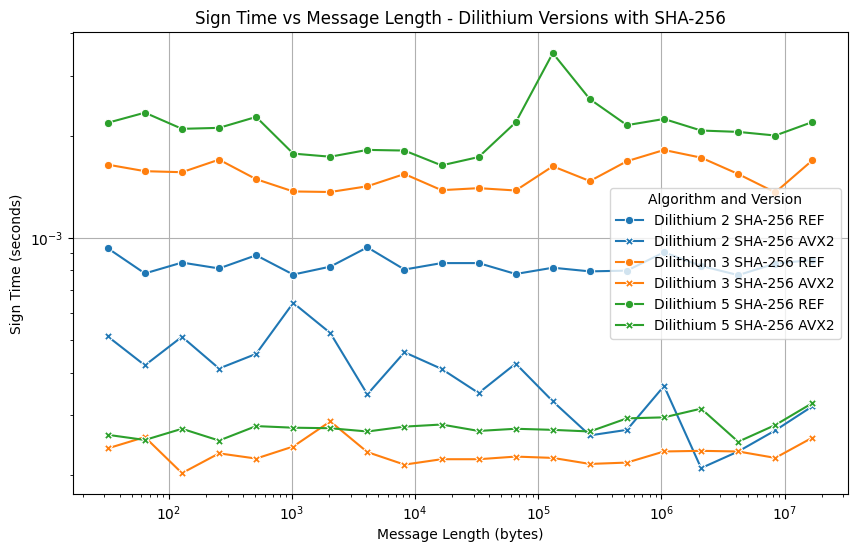 Sign Time vs Message Length - Dilithium Versions with SHA-256
Sign Time (seconds)
10⁻³
Algorithm and Version
Dilithium 2 SHA-256 REF
Dilithium 2 SHA-256 AVX2
Dilithium 3 SHA-256 REF
Dilithium 3 SHA-256 AVX2
Dilithium 5 SHA-256 REF
Dilithium 5 SHA-256 AVX2
10² 10³ 10⁴ 10⁵ 10⁶ 10⁷
Message Length (bytes)